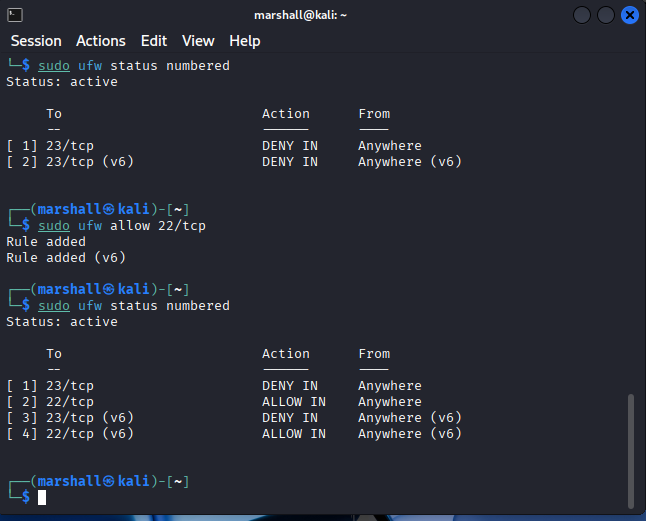 marshall@kali: ~
Session Actions Edit View Help
└─$ sudo ufw status numbered
Status: active
     To                         Action      From
     --                         ------      ----
[ 1] 23/tcp                     DENY IN     Anywhere
[ 2] 23/tcp (v6)                DENY IN     Anywhere (v6)
┌──(marshall㉿kali)-[~]
└─$ sudo ufw allow 22/tcp
Rule added
Rule added (v6)
┌──(marshall㉿kali)-[~]
└─$ sudo ufw status numbered
Status: active
     To                         Action      From
     --                         ------      ----
[ 1] 23/tcp                     DENY IN     Anywhere
[ 2] 22/tcp                     ALLOW IN    Anywhere
[ 3] 23/tcp (v6)                DENY IN     Anywhere (v6)
[ 4] 22/tcp (v6)                ALLOW IN    Anywhere (v6)
┌──(marshall㉿kali)-[~]
└─$